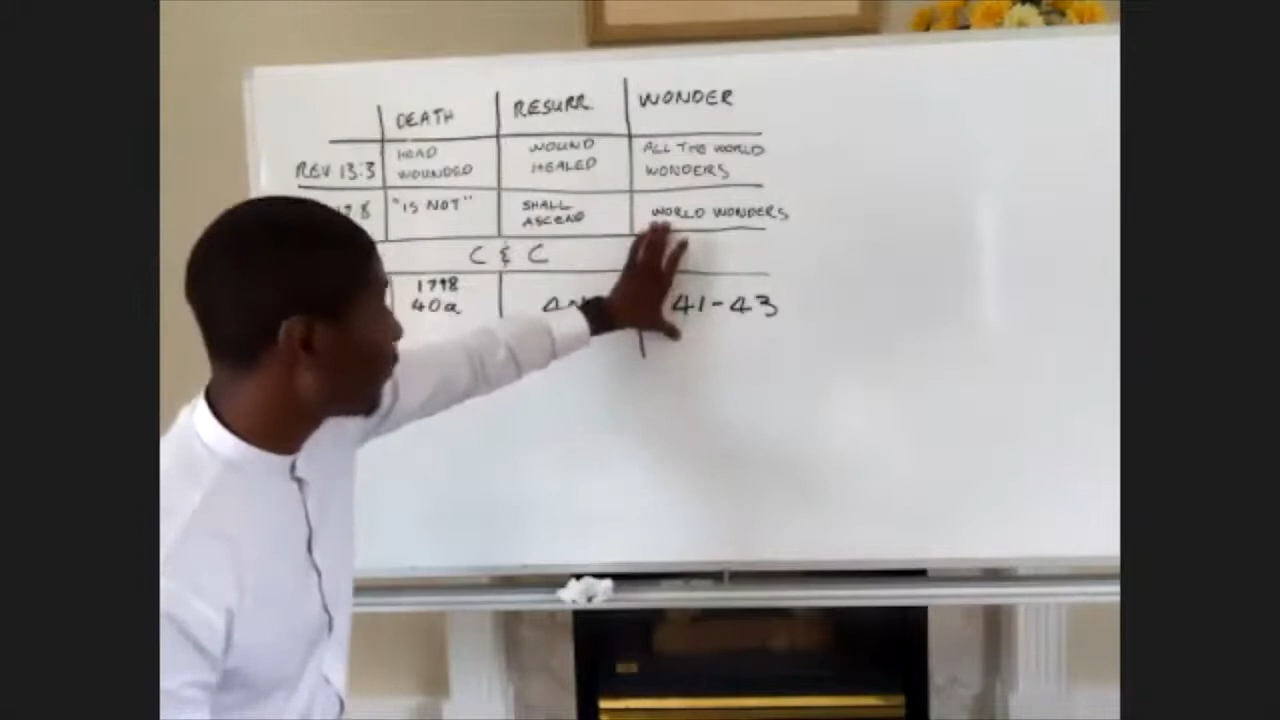 DEATH RESURR. WONDER
REV 13:3 HEAD WOUNDED WOUND HEALED ALL THE WORLD WONDERS
"IS NOT" SHALL ASCEND WORLD WONDERS
C & C
1798
40a 41-43